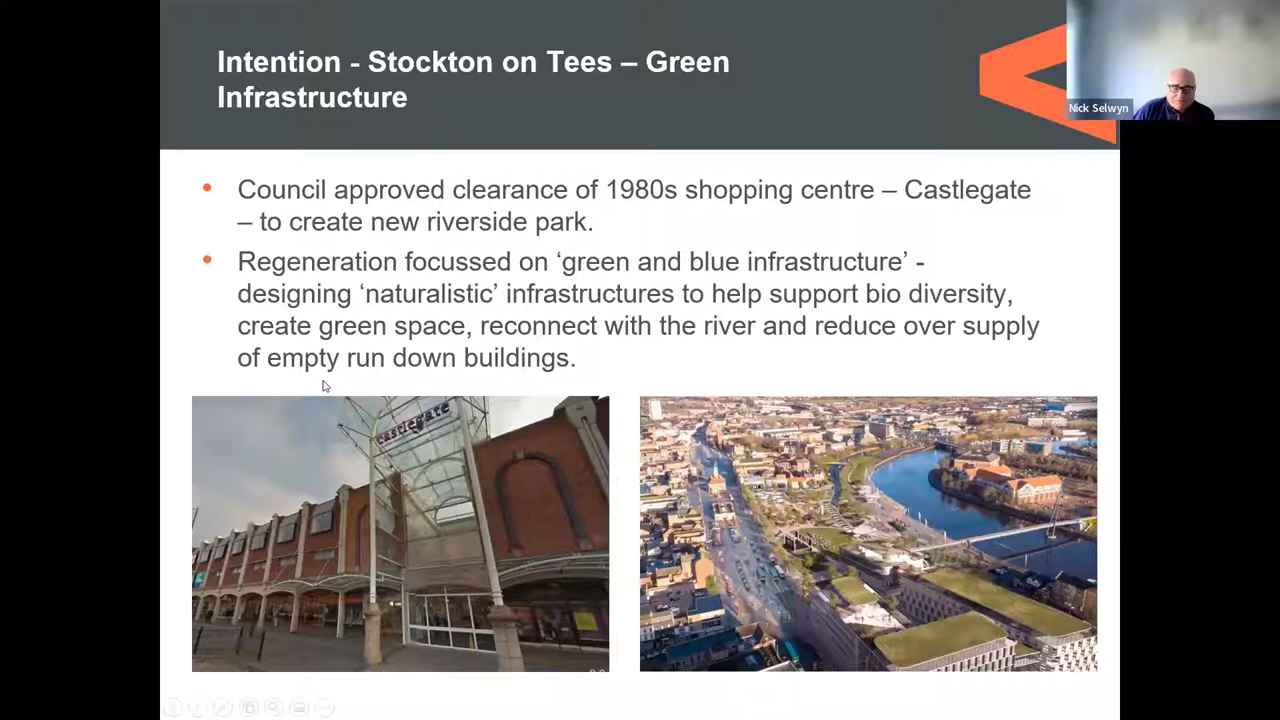 Intention - Stockton on Tees – Green
Infrastructure
Nick Selwyn
• Council approved clearance of 1980s shopping centre – Castlegate
– to create new riverside park.
• Regeneration focussed on ‘green and blue infrastructure’ -
designing ‘naturalistic’ infrastructures to help support bio diversity,
create green space, reconnect with the river and reduce over supply
of empty run down buildings.
castlegate